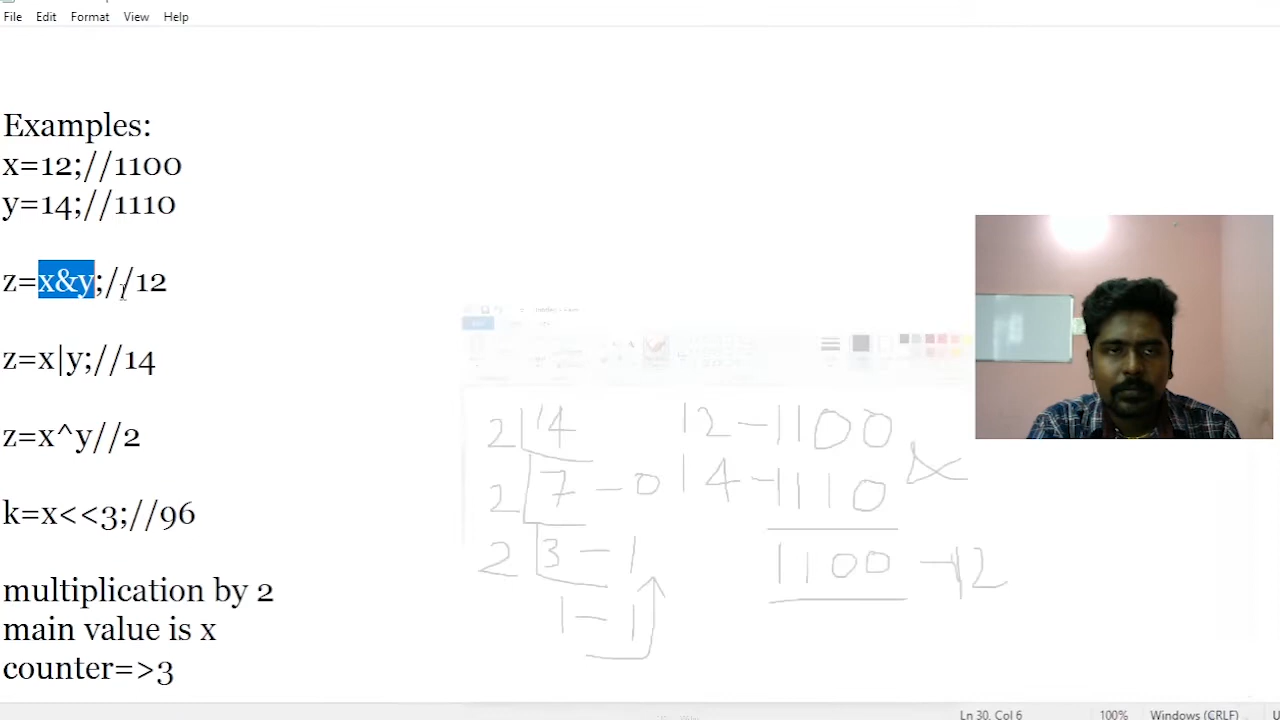 File Edit Format View Help
Examples:
x=12;//1100
y=14;//1110
z=x&y;//12
z=x|y;//14
z=x^y//2
k=x<<3;//96
multiplication by 2
main value is x
counter=>3
2 14
2 7 - 0
2 3 - 1
1 - 1
12 - 1100
14 - 1110 &
1100 - 12
Ln 30, Col 6 100% Windows (CRLF)